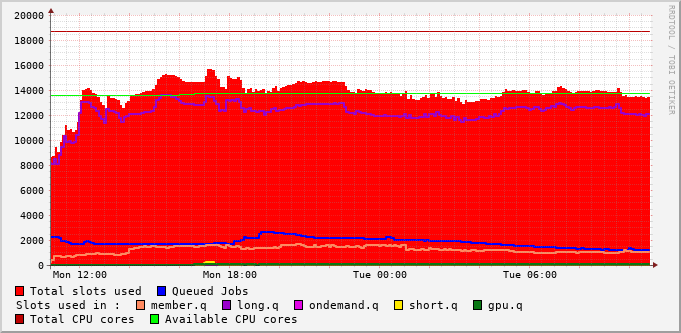 20000
18000
16000
14000
12000
10000
8000
6000
4000
2000
0
Mon 12:00 Mon 18:00 Tue 00:00 Tue 06:00
RRDTOOL / TOBI OETIKER
Total slots used Queued Jobs
Slots used in : member.q long.q ondemand.q short.q gpu.q
Total CPU cores Available CPU cores